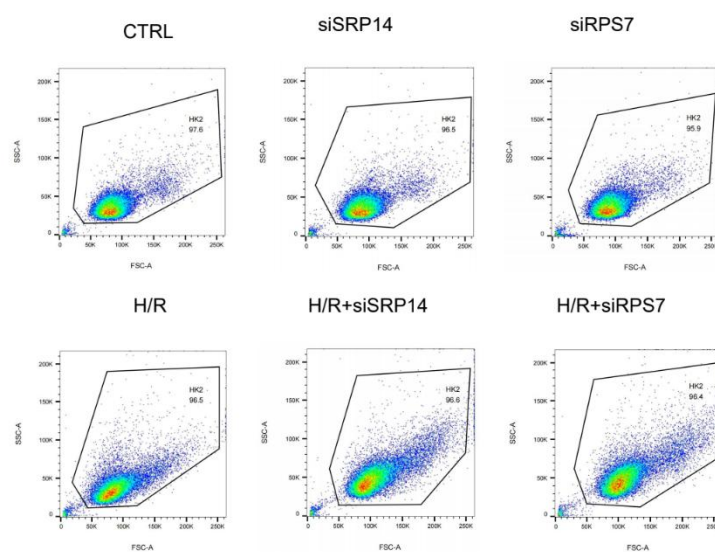 CTRL
siSRP14
siRPS7
200K
150K
100K
50K
0
SSC-A
HK2
97.6
0
50K
100K
150K
200K
250K
FSC-A
200K
150K
100K
50K
0
SSC-A
HK2
96.5
0
50K
100K
150K
200K
250K
FSC-A
200K
150K
100K
50K
0
SSC-A
HK2
95.9
0
50K
100K
150K
200K
250K
FSC-A
H/R
H/R+siSRP14
H/R+siRPS7
200K
150K
100K
50K
0
SSC-A
HK2
96.5
0
50K
100K
150K
200K
250K
FSC-A
200K
150K
100K
50K
0
SSC-A
HK2
96.6
0
50K
100K
150K
200K
250K
FSC-A
200K
150K
100K
50K
0
SSC-A
HK2
96.4
0
50K
100K
150K
200K
250K
FSC-A